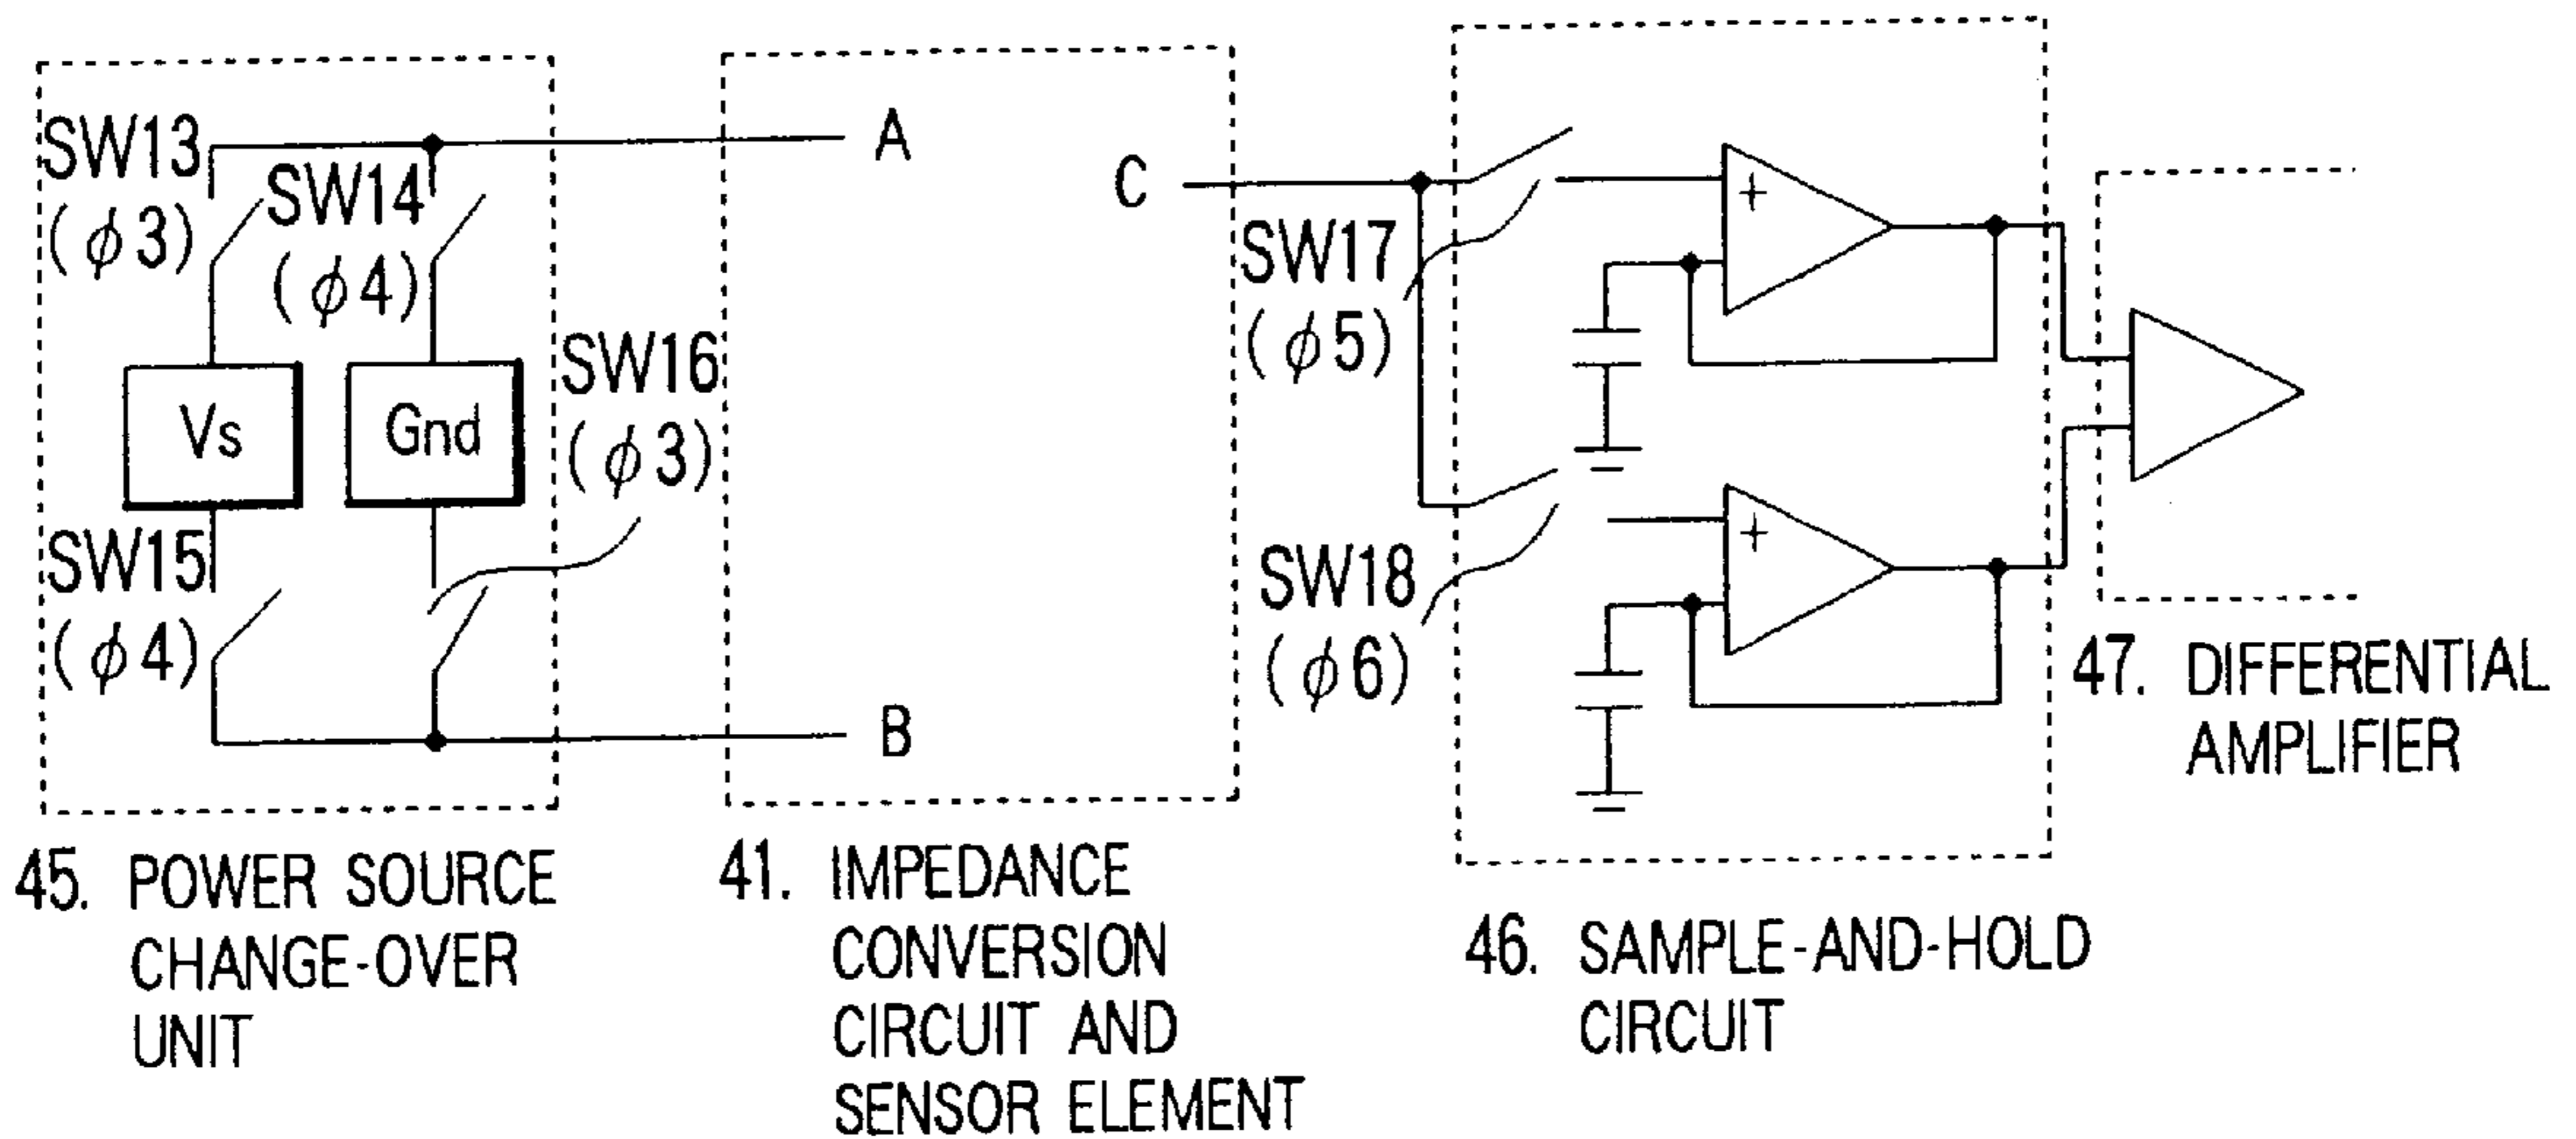 SW13
(φ3)
SW14
(φ4)
Vs
Gnd
SW15
(φ4)
SW16
(φ3)
A
B
C
SW17
(φ5)
SW18
(φ6)
+
+
45. POWER SOURCE
CHANGE-OVER
UNIT
41. IMPEDANCE
CONVERSION
CIRCUIT AND
SENSOR ELEMENT
46. SAMPLE-AND-HOLD
CIRCUIT
47. DIFFERENTIAL
AMPLIFIER